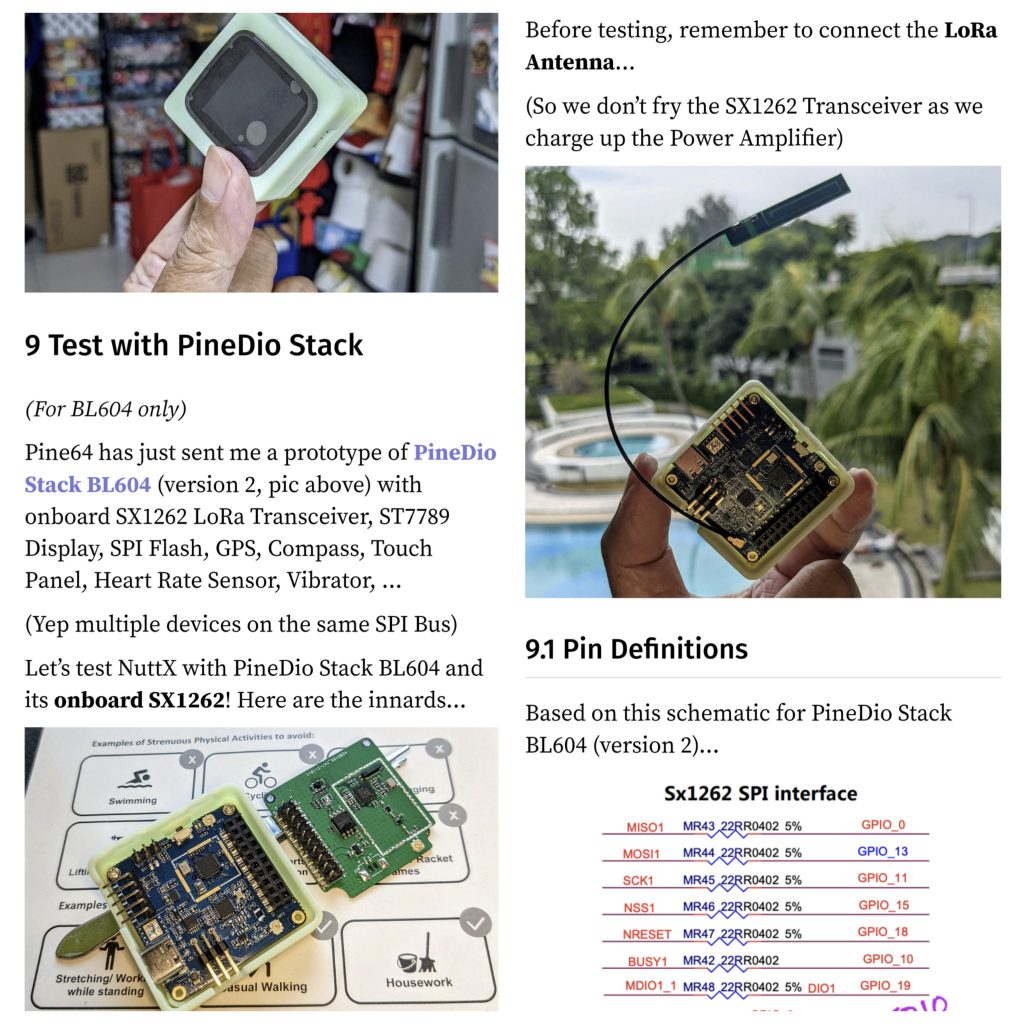 9 Test with PineDio Stack
(For BL604 only)
Pine64 has just sent me a prototype of PineDio
Stack BL604 (version 2, pic above) with
onboard SX1262 LoRa Transceiver, ST7789
Display, SPI Flash, GPS, Compass, Touch
Panel, Heart Rate Sensor, Vibrator, …
(Yep multiple devices on the same SPI Bus)
Let’s test NuttX with PineDio Stack BL604 and
its onboard SX1262! Here are the innards…
Examples of Strenuous Physical Activities to avoid:
Swimming
Racket
Examples
Stretching/
while standing
Walking
Housework
Before testing, remember to connect the LoRa
Antenna…
(So we don’t fry the SX1262 Transceiver as we
charge up the Power Amplifier)
9.1 Pin Definitions
Based on this schematic for PineDio Stack
BL604 (version 2)…
Sx1262 SPI interface
MISO1 MR43 22RR0402 5% GPIO_0
MOSI1 MR44 22RR0402 5% GPIO_13
SCK1 MR45 22RR0402 5% GPIO_11
NSS1 MR46 22RR0402 5% GPIO_15
NRESET MR47 22RR0402 5% GPIO_18
BUSY1 MR42 22RR0402 GPIO_10
MDIO1_1 MR48 22RR0402 5% DIO1 GPIO_19